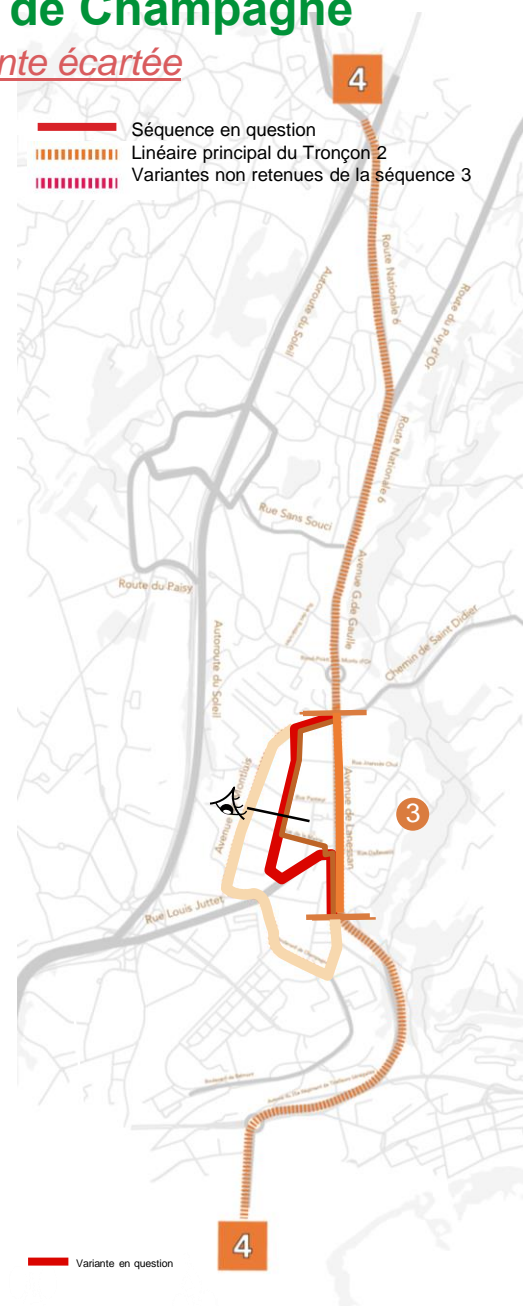 de Champagne
nte écartée
4
Séquence en question
Linéaire principal du Tronçon 2
Variantes non retenues de la séquence 3
Route Nationale 6
Autoroute du Soleil
Route du Puy d'Or
Route Nationale 6
Rue Sans Souci
Avenue G.de Gaulle
Route du Paisy
Chemin de Saint Didier
Autoroute du Soleil
Avenue
Montlouis
Avenue de Lanessan
Rue Pasteur
3
Rue Louis Juttet
4
Variante en question